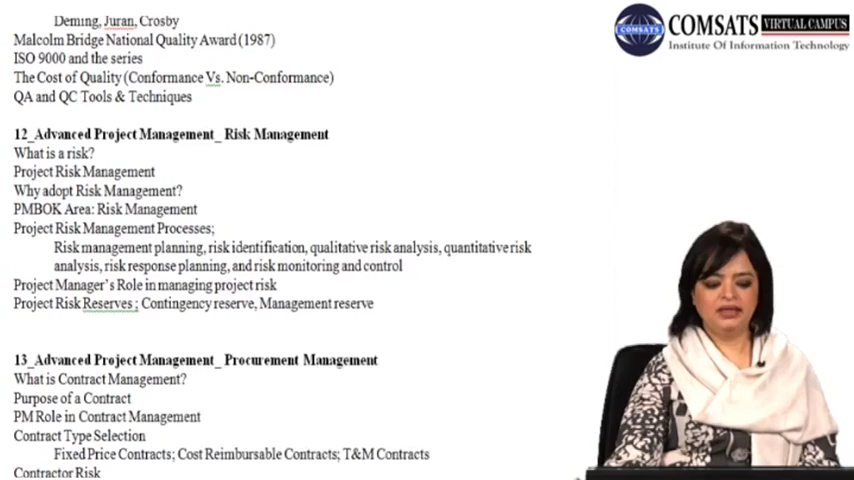 Deming, Juran, Crosby
Malcolm Bridge National Quality Award (1987)
ISO 9000 and the series
The Cost of Quality (Conformance Vs. Non-Conformance)
QA and QC Tools & Techniques
12_Advanced Project Management_ Risk Management
What is a risk?
Project Risk Management
Why adopt Risk Management?
PMBOK Area: Risk Management
Project Risk Management Processes;
Risk management planning, risk identification, qualitative risk analysis, quantitative risk
analysis, risk response planning, and risk monitoring and control
Project Manager's Role in managing project risk
Project Risk Reserves ; Contingency reserve, Management reserve
13_Advanced Project Management_ Procurement Management
What is Contract Management?
Purpose of a Contract
PM Role in Contract Management
Contract Type Selection
Fixed Price Contracts; Cost Reimbursable Contracts; T&M Contracts
Contractor Risk
COMSATS
COMSATS VIRTUAL CAMPUS
Institute Of Information Technology